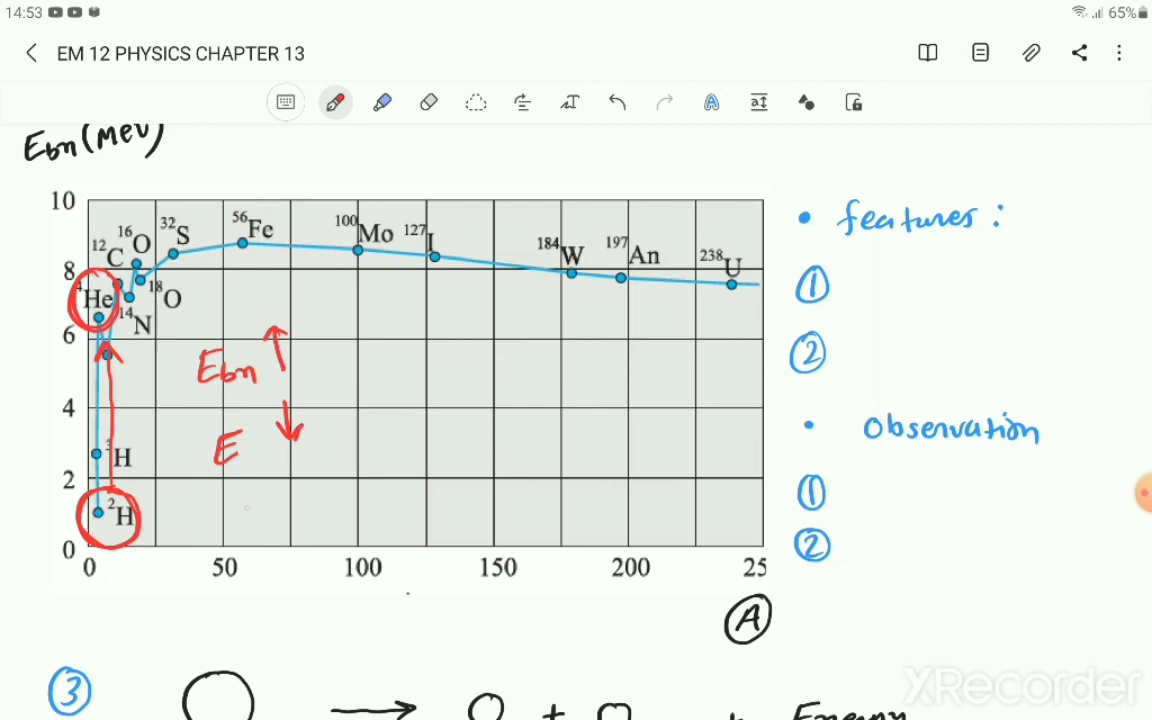 14:53 65%
EM 12 PHYSICS CHAPTER 13
Ebn (MeV)
10
8
6
4
2
0
0 50 100 150 200 25
A
12C
16O
32S
56Fe
100Mo
127I
184W
197An
238U
4He
14N
18O
3H
2H
Ebn
E
• features :
①
②
• Observation
①
②
③
+
XRecorder